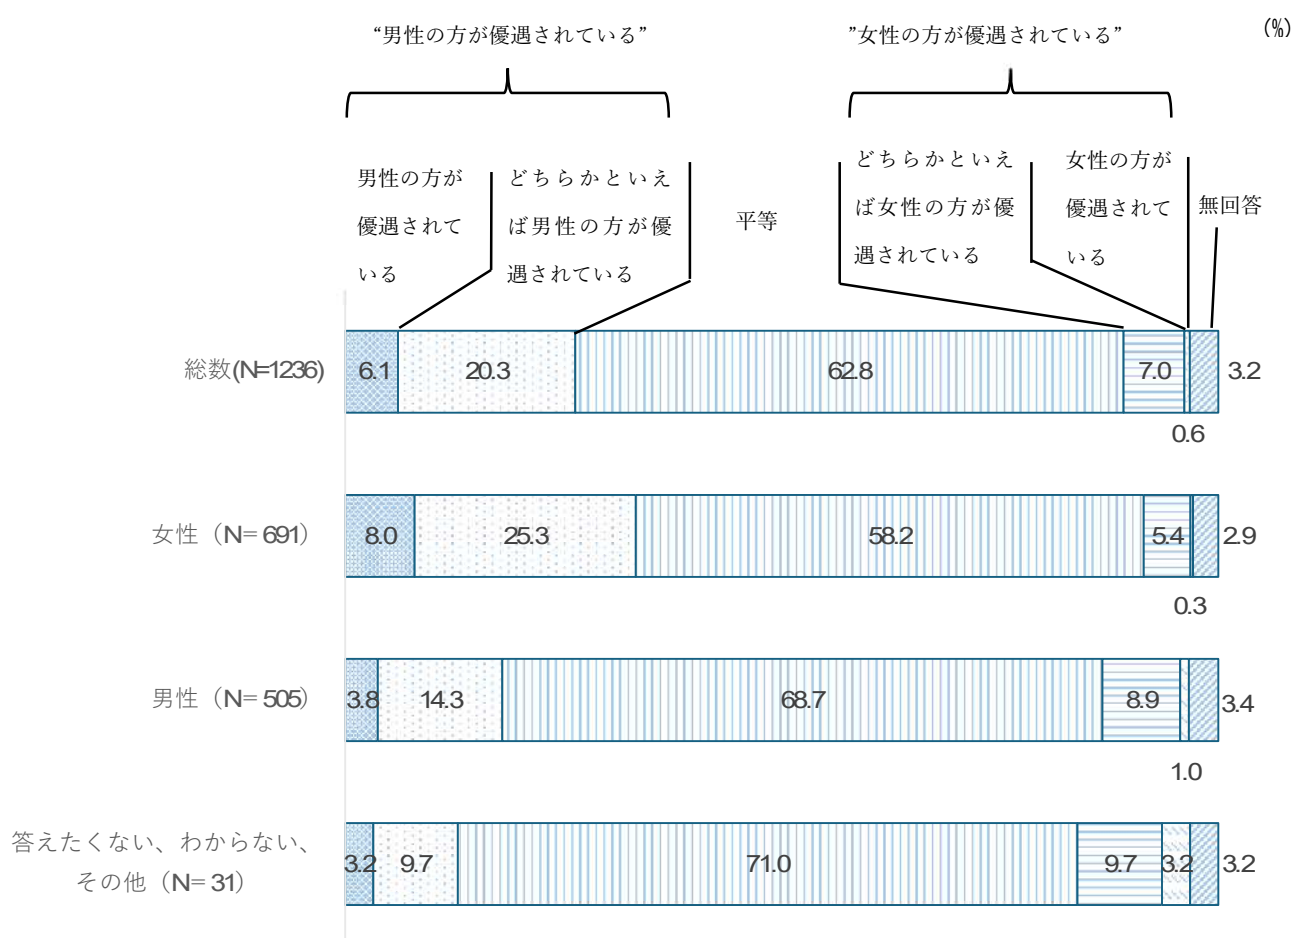 “男性の方が優遇されている”
”女性の方が優遇されている”
(%)
男性の方が
優遇されて
いる
どちらかといえ
ば男性の方が優
遇されている
平等
どちらかといえ
ば女性の方が優
遇されている
女性の方が
優遇されて
いる
無回答
総数(N=1236)
6.1
20.3
62.8
7.0
0.6
3.2
女性（N= 691）
8.0
25.3
58.2
5.4
0.3
2.9
男性（N= 505）
3.8
14.3
68.7
8.9
1.0
3.4
答えたくない、わからない、
その他（N= 31）
3.2
9.7
71.0
9.7
3.2
3.2